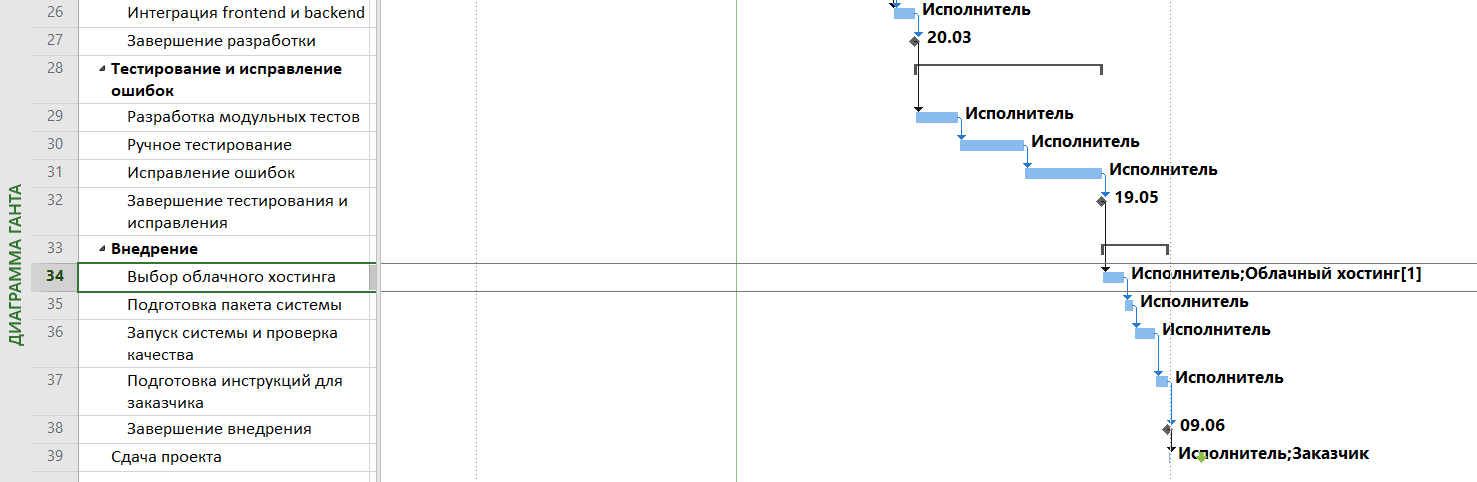 ДИАГРАММА ГАНТА
26 Интеграция frontend и backend Исполнитель
27 Завершение разработки 20.03
28 Тестирование и исправление
ошибок
29 Разработка модульных тестов Исполнитель
30 Ручное тестирование Исполнитель
31 Исправление ошибок Исполнитель
32 Завершение тестирования и 19.05
исправления
33 Внедрение
34 Выбор облачного хостинга Исполнитель;Облачный хостинг[1]
35 Подготовка пакета системы Исполнитель
36 Запуск системы и проверка Исполнитель
качества
37 Подготовка инструкций для Исполнитель
заказчика
38 Завершение внедрения 09.06
39 Сдача проекта Исполнитель;Заказчик